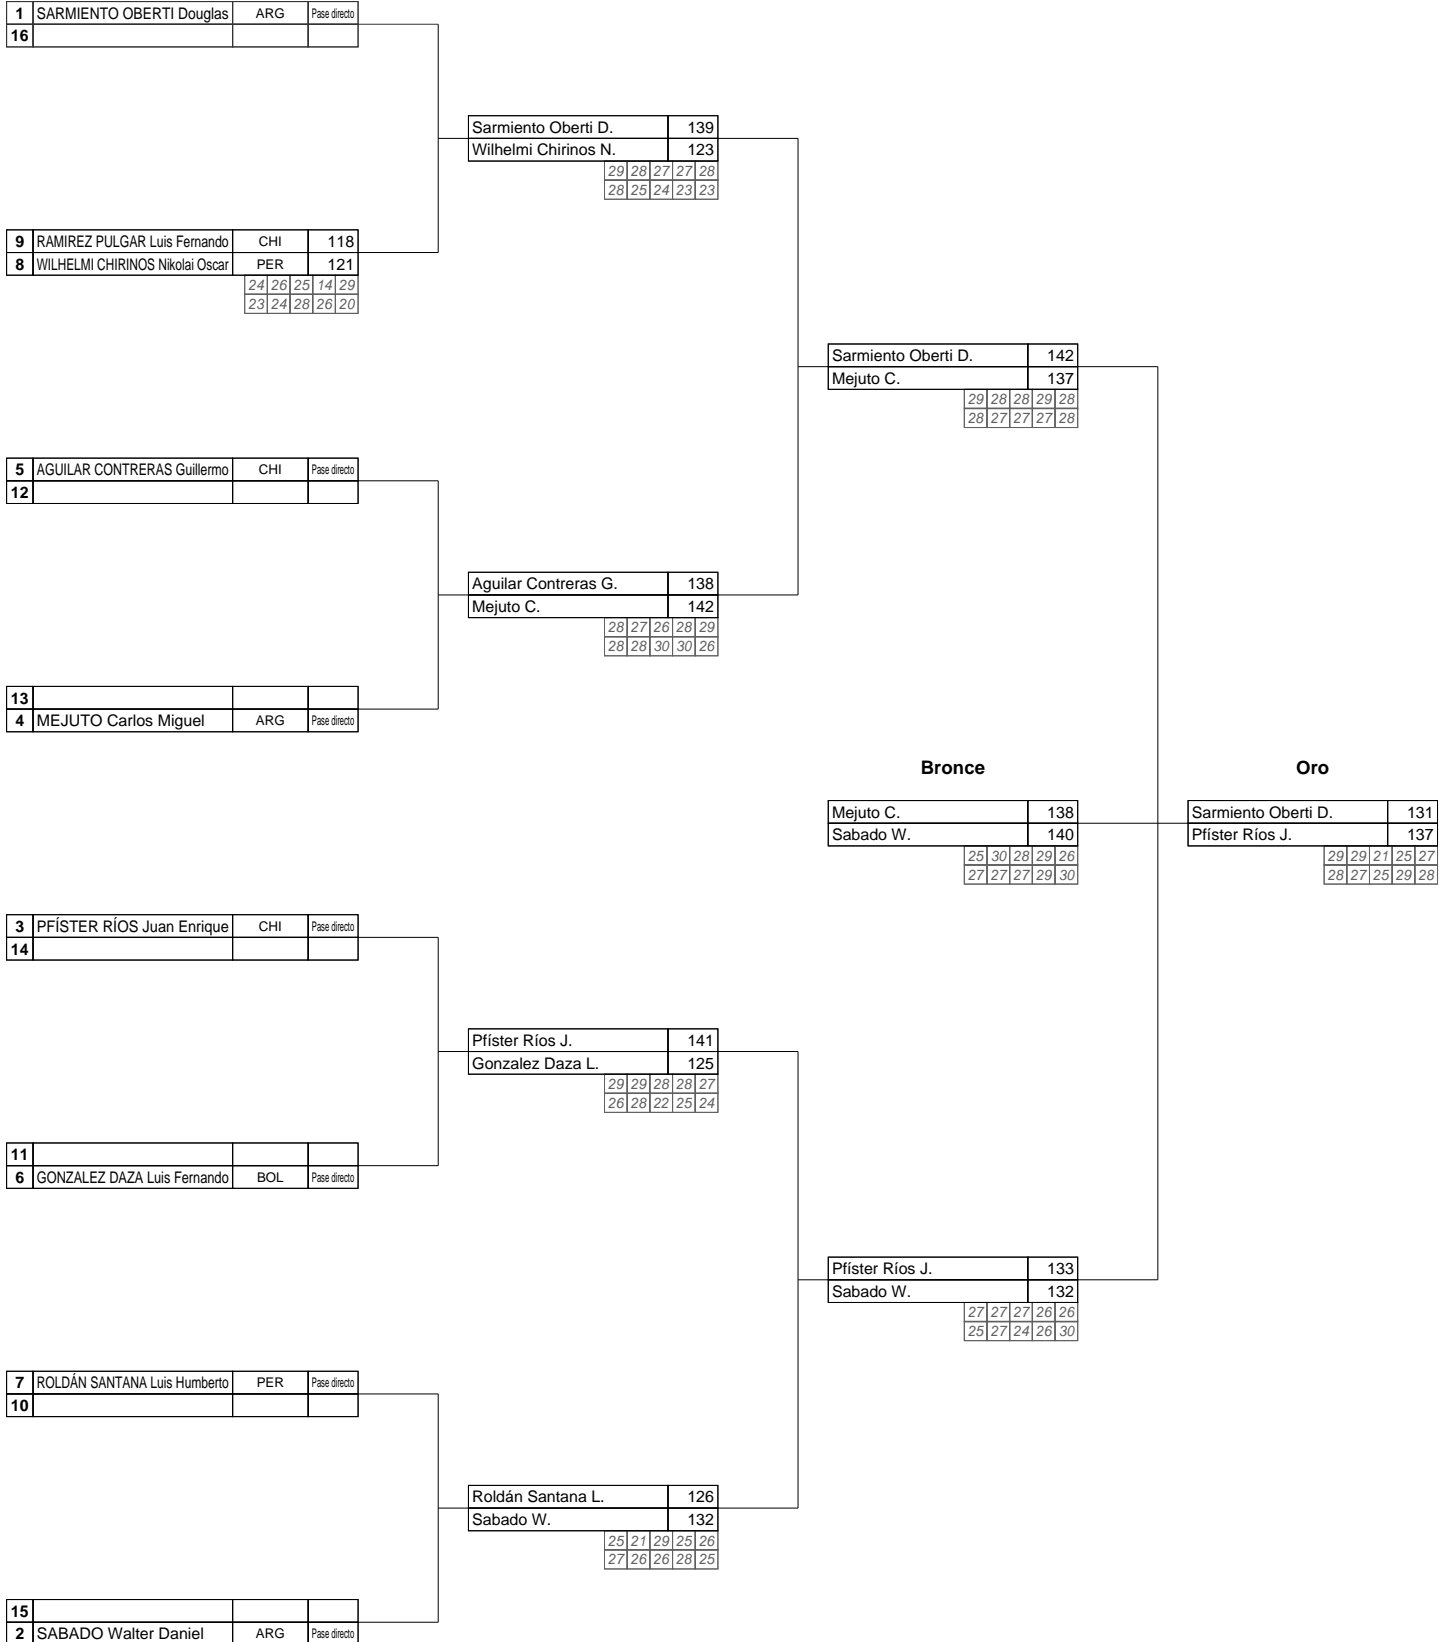 1 SARMIENTO OBERTI Douglas ARG Pase directo
16
Sarmiento Oberti D. 139
Wilhelmi Chirinos N. 123
29 28 27 27 28
28 25 24 23 23
9 RAMIREZ PULGAR Luis Fernando CHI 118
8 WILHELMI CHIRINOS Nikolai Oscar PER 121
24 26 25 14 29
23 24 28 26 20
Sarmiento Oberti D. 142
Mejuto C. 137
29 28 28 29 28
28 27 27 27 28
5 AGUILAR CONTRERAS Guillermo CHI Pase directo
12
Aguilar Contreras G. 138
Mejuto C. 142
28 27 26 28 29
28 28 30 30 26
13
4 MEJUTO Carlos Miguel ARG Pase directo
Bronce
Oro
Mejuto C. 138
Sabado W. 140
25 30 28 29 26
27 27 27 29 30
Sarmiento Oberti D. 131
Pfíster Ríos J. 137
29 29 21 25 27
28 27 25 29 28
3 PFÍSTER RÍOS Juan Enrique CHI Pase directo
14
Pfíster Ríos J. 141
Gonzalez Daza L. 125
29 29 28 28 27
26 28 22 25 24
11
6 GONZALEZ DAZA Luis Fernando BOL Pase directo
Pfíster Ríos J. 133
Sabado W. 132
27 27 27 26 26
25 27 24 26 30
7 ROLDÁN SANTANA Luis Humberto PER Pase directo
10
Roldán Santana L. 126
Sabado W. 132
25 21 29 25 26
27 26 26 28 25
15
2 SABADO Walter Daniel ARG Pase directo